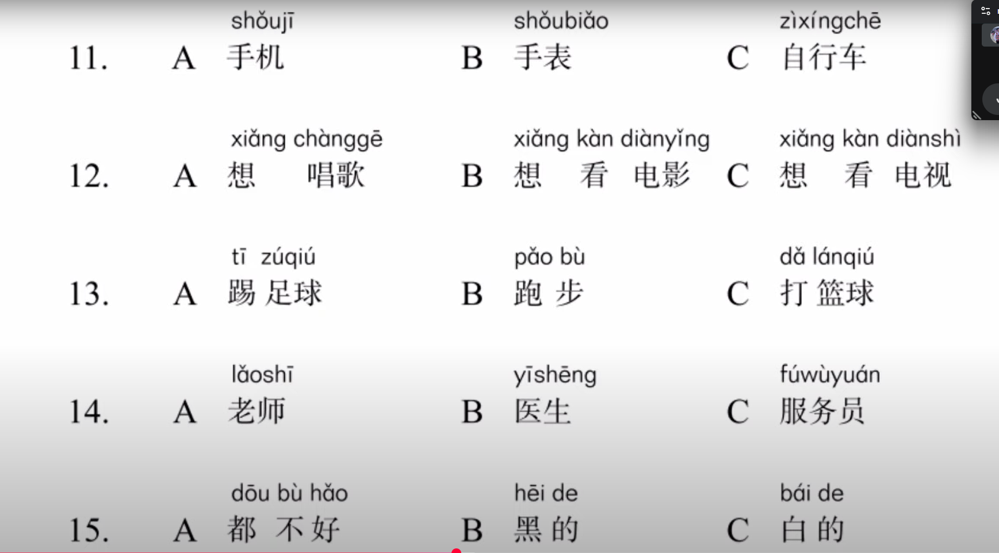 shǒujī shǒubiǎo zìxíngchē
11. A 手机 B 手表 C 自行车
xiǎng chànggē xiǎng kàn diànyǐng xiǎng kàn diànshì
12. A 想 唱歌 B 想 看 电影 C 想 看 电视
tī zúqiú pǎo bù dǎ lánqiú
13. A 踢 足球 B 跑 步 C 打 篮球
lǎoshī yīshēng fúwùyuán
14. A 老师 B 医生 C 服务员
dōu bù hǎo hēi de bái de
15. A 都 不 好 B 黑 的 C 白 的